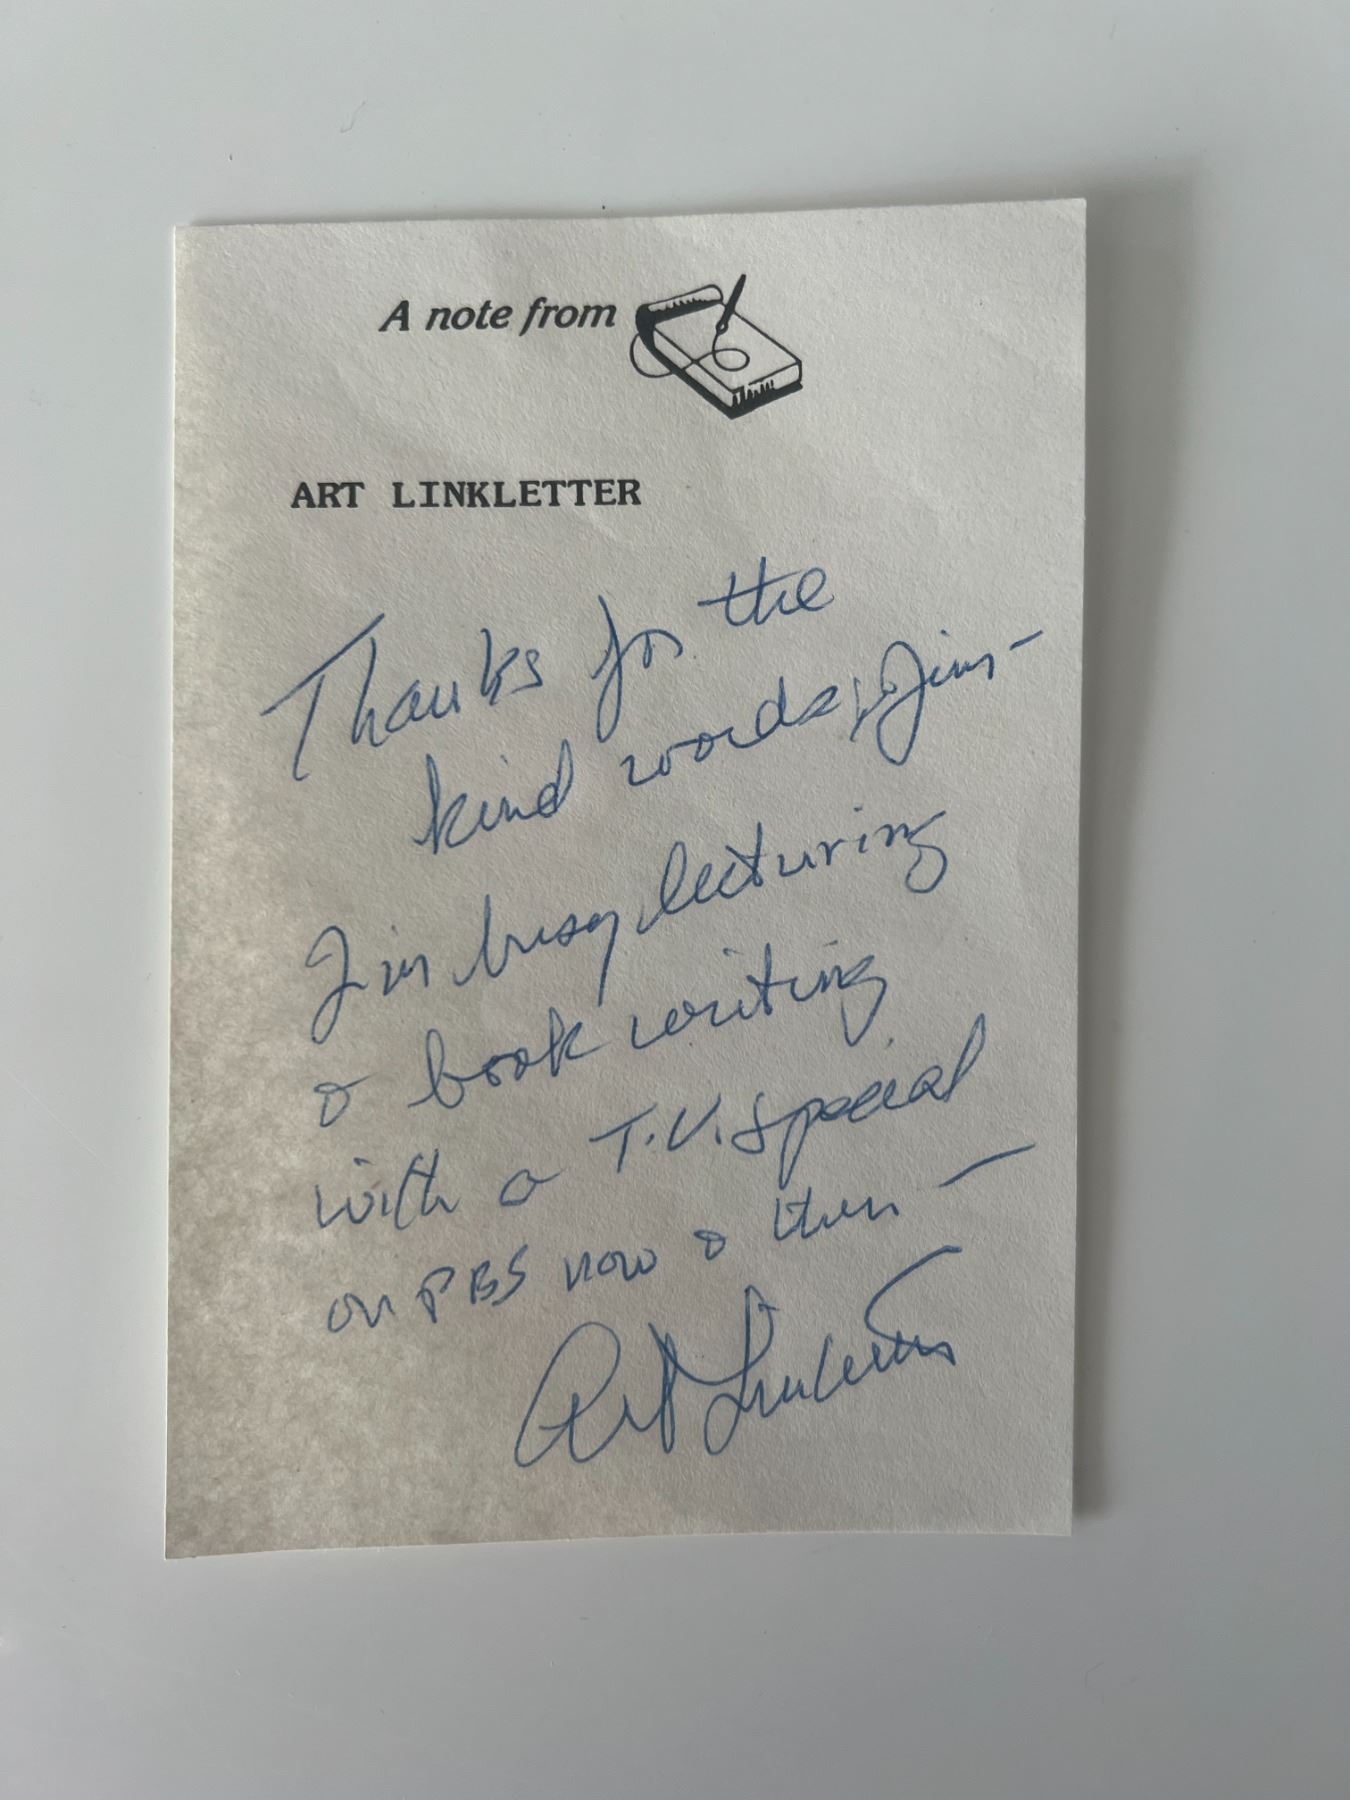 A note from
ART LINKLETTER
Thanks for the
kind words, Jim -
I'm busy lecturing
& book writing
with a T.V. special
on PBS now & then —
Art Linkletter